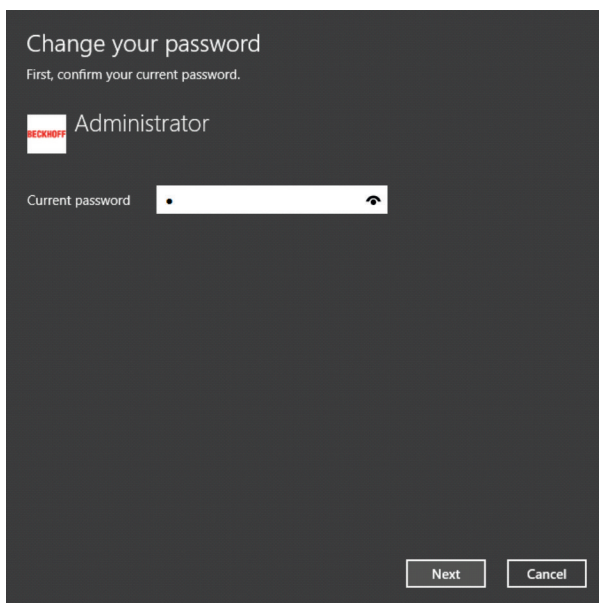 Change your password
First, confirm your current password.
BECKHOFF
Administrator
Current password
Next
Cancel